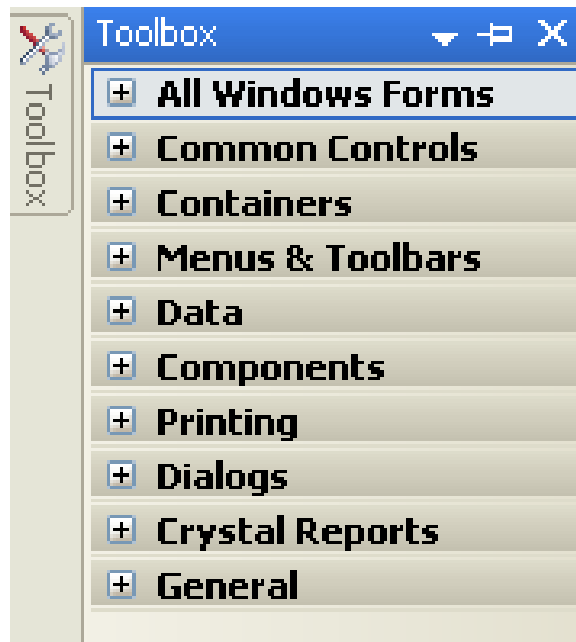 Toolbox
Toolbox
All Windows Forms
Common Controls
Containers
Menus & Toolbars
Data
Components
Printing
Dialogs
Crystal Reports
General